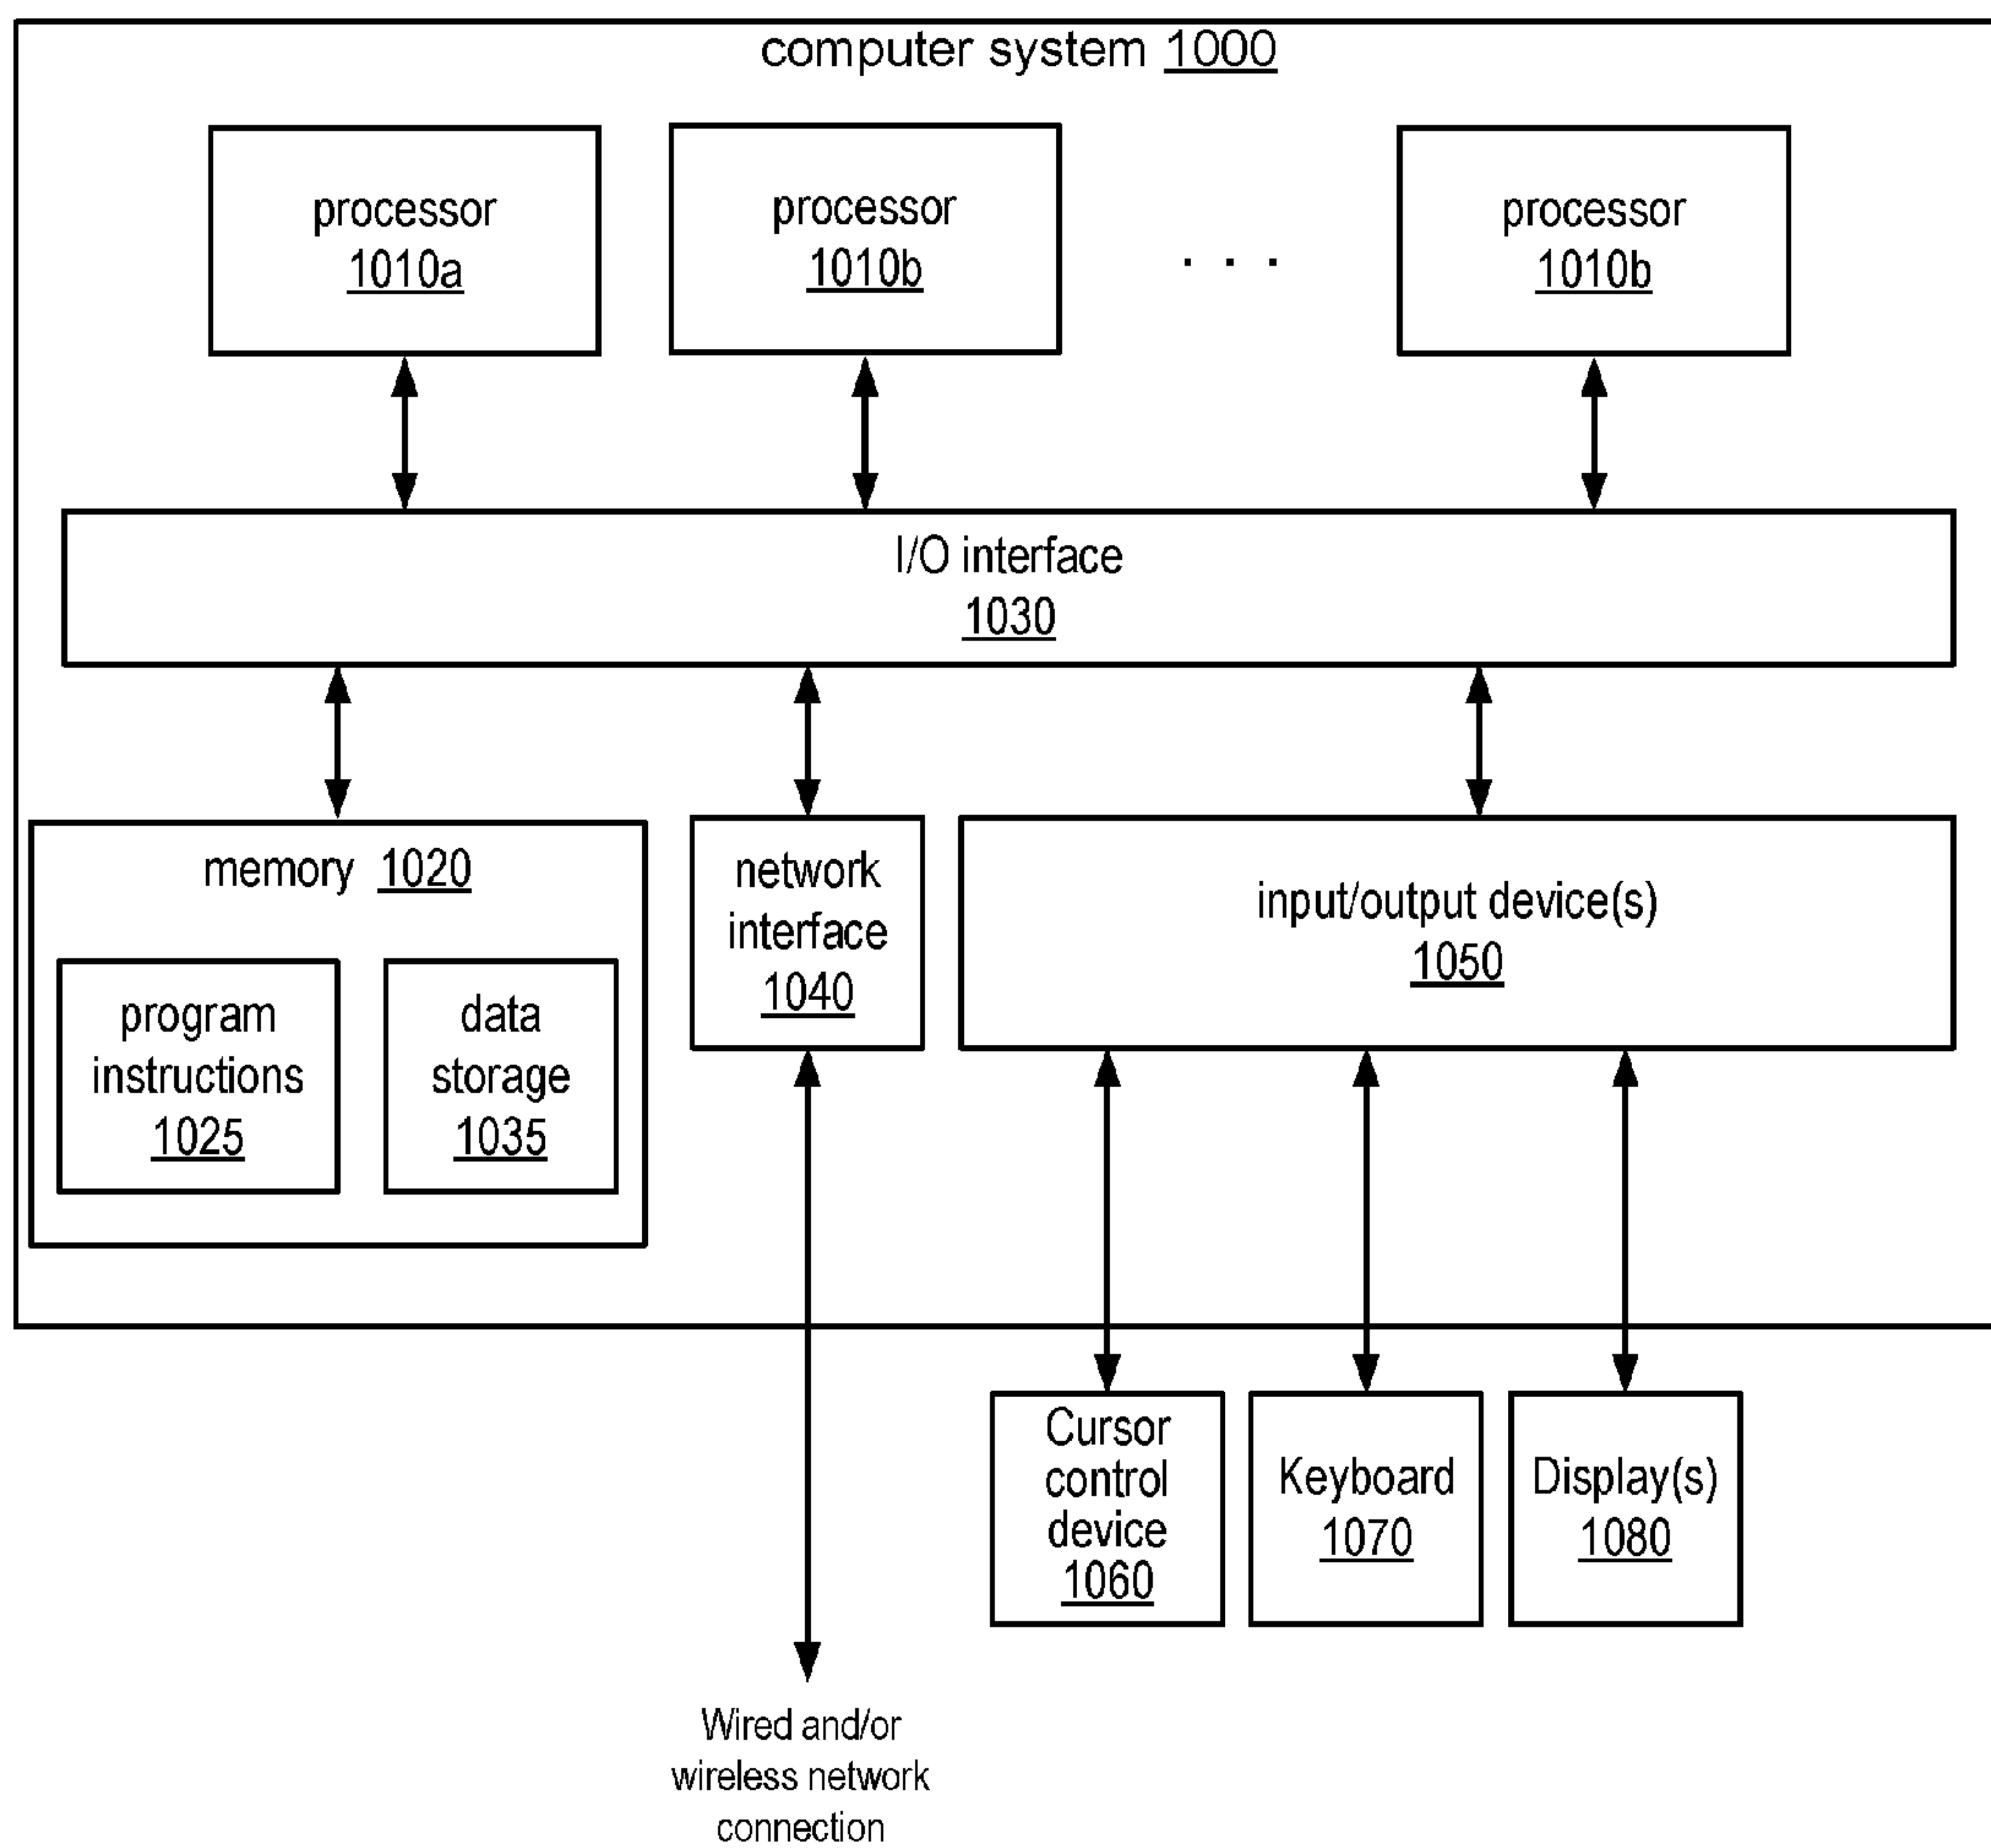 computer system 1000
processor
1010a
processor
1010b
. . .
processor
1010b
I/O interface
1030
memory 1020
program
instructions
1025
data
storage
1035
network
interface
1040
input/output device(s)
1050
Cursor
control
device
1060
Keyboard
1070
Display(s)
1080
Wired and/or
wireless network
connection